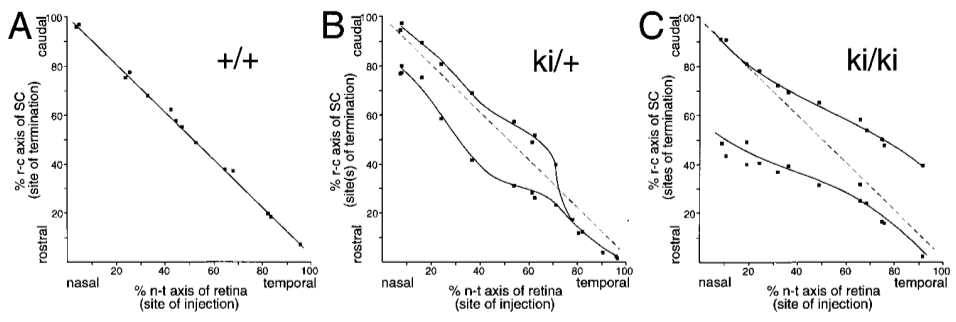 A
caudal
100
80
60
40
20
rostral
% r-c axis of SC
(site of termination)
+/+
20 40 60 80 100
nasal % n-t axis of retina temporal
(site of injection)
B
caudal
100
80
60
40
20
rostral
% r-c axis of SC
(site(s) of termination)
ki/+
20 40 60 80 100
nasal % n-t axis of retina temporal
(site of injection)
C
caudal
100
80
60
40
20
rostral
% r-c axis of SC
(sites of termination)
ki/ki
20 40 60 80 100
nasal % n-t axis of retina temporal
(site of injection)